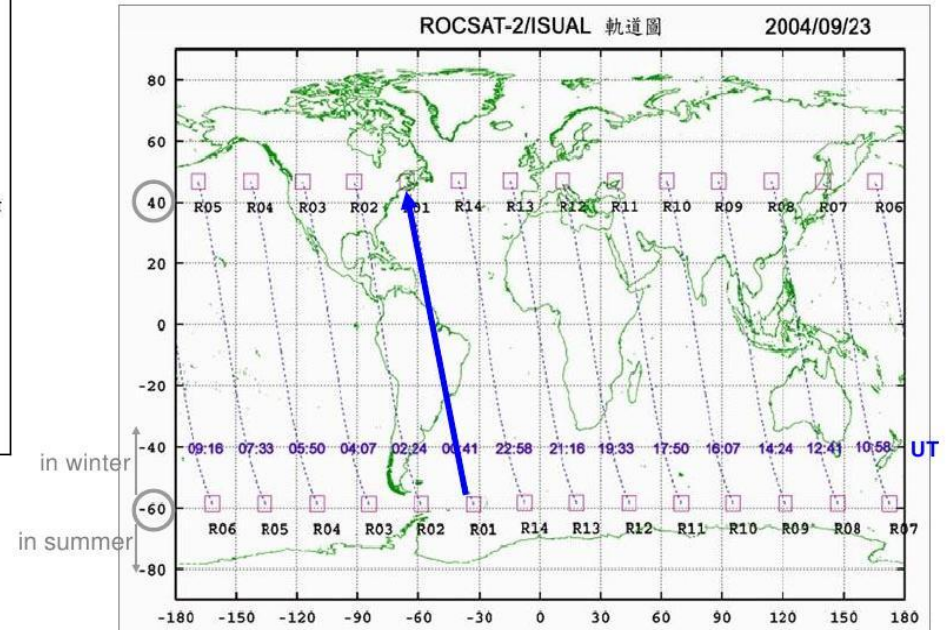 ROCSAT-2/ISUAL 軌道圖 2004/09/23
80
60
40 R05 R04 R03 R02 R01 R14 R13 R12 R11 R10 R09 R08 R07 R06
20
0
-20
-40 09:16 07:33 05:50 04:07 02:24 00:41 22:58 21:16 19:33 17:50 16:07 14:24 12:41 10:58 UT
in winter
-60
R06 R05 R04 R03 R02 R01 R14 R13 R12 R11 R10 R09 R08 R07
in summer
-80
-180 -150 -120 -90 -60 -30 0 30 60 90 120 150 180